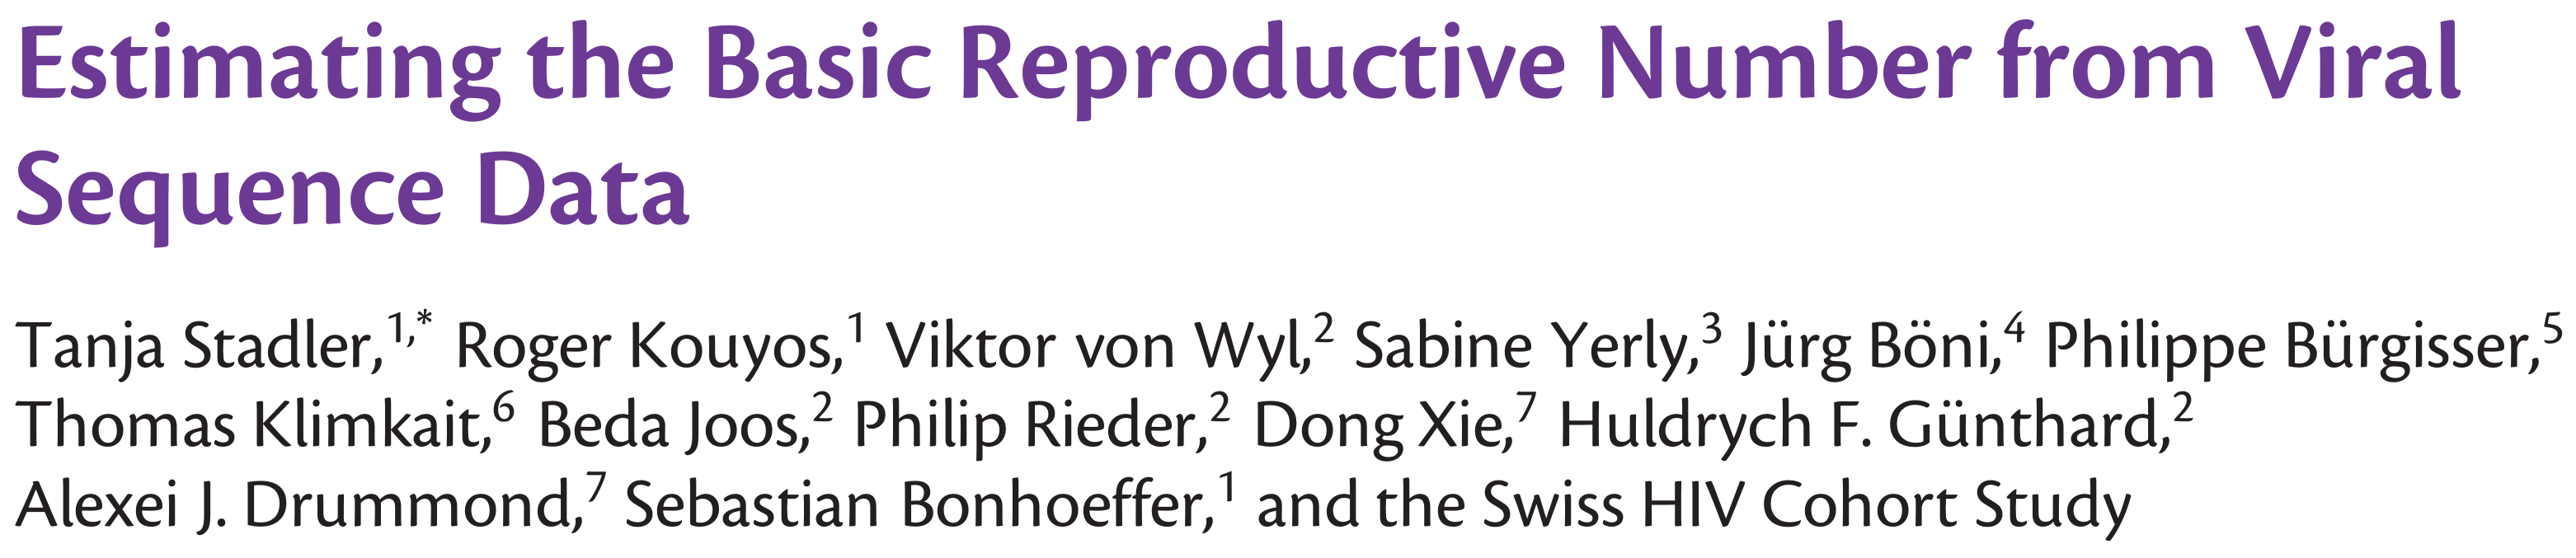 Estimating the Basic Reproductive Number from Viral
Sequence Data
Tanja Stadler,1,* Roger Kouyos,1 Viktor von Wyl,2 Sabine Yerly,3 Jürg Böni,4 Philippe Bürgisser,5
Thomas Klimkait,6 Beda Joos,2 Philip Rieder,2 Dong Xie,7 Huldrych F. Günthard,2
Alexei J. Drummond,7 Sebastian Bonhoeffer,1 and the Swiss HIV Cohort Study